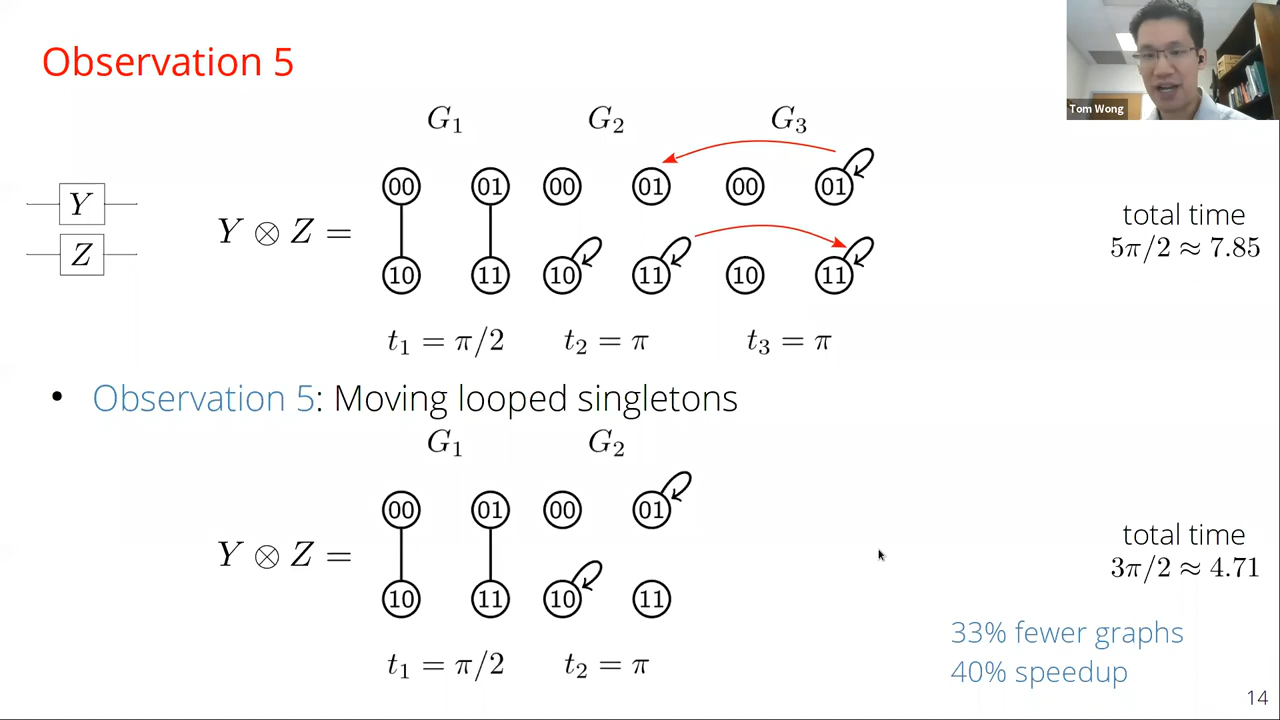 Observation 5
Tom Wong
G₁ G₂ G₃
00 01 00 01 00 01
Y
Z
Y ⊗ Z =
10 11 10 11 10 11
t₁ = π/2 t₂ = π t₃ = π
total time
5π/2 ≈ 7.85
• Observation 5: Moving looped singletons
G₁ G₂
00 01 00 01
Y ⊗ Z =
10 11 10 11
t₁ = π/2 t₂ = π
total time
3π/2 ≈ 4.71
33% fewer graphs
40% speedup
14